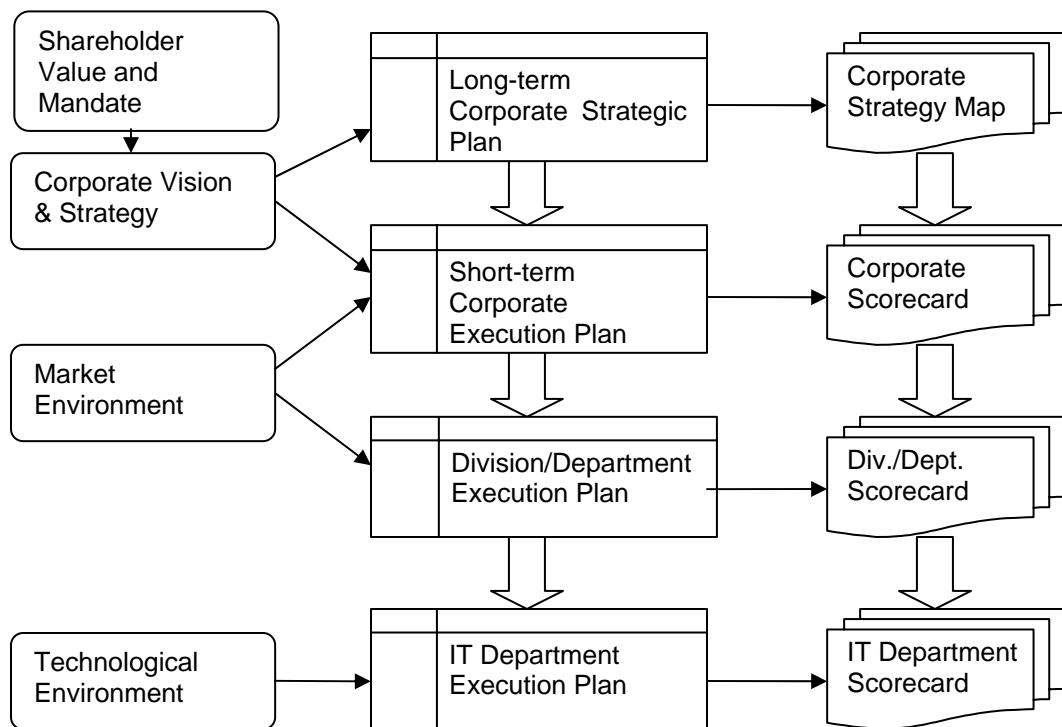 Shareholder
Value and
Mandate
Long-term
Corporate Strategic
Plan
Corporate
Strategy Map
Corporate Vision
& Strategy
Short-term
Corporate
Execution Plan
Corporate
Scorecard
Market
Environment
Division/Department
Execution Plan
Div./Dept.
Scorecard
Technological
Environment
IT Department
Execution Plan
IT Department
Scorecard